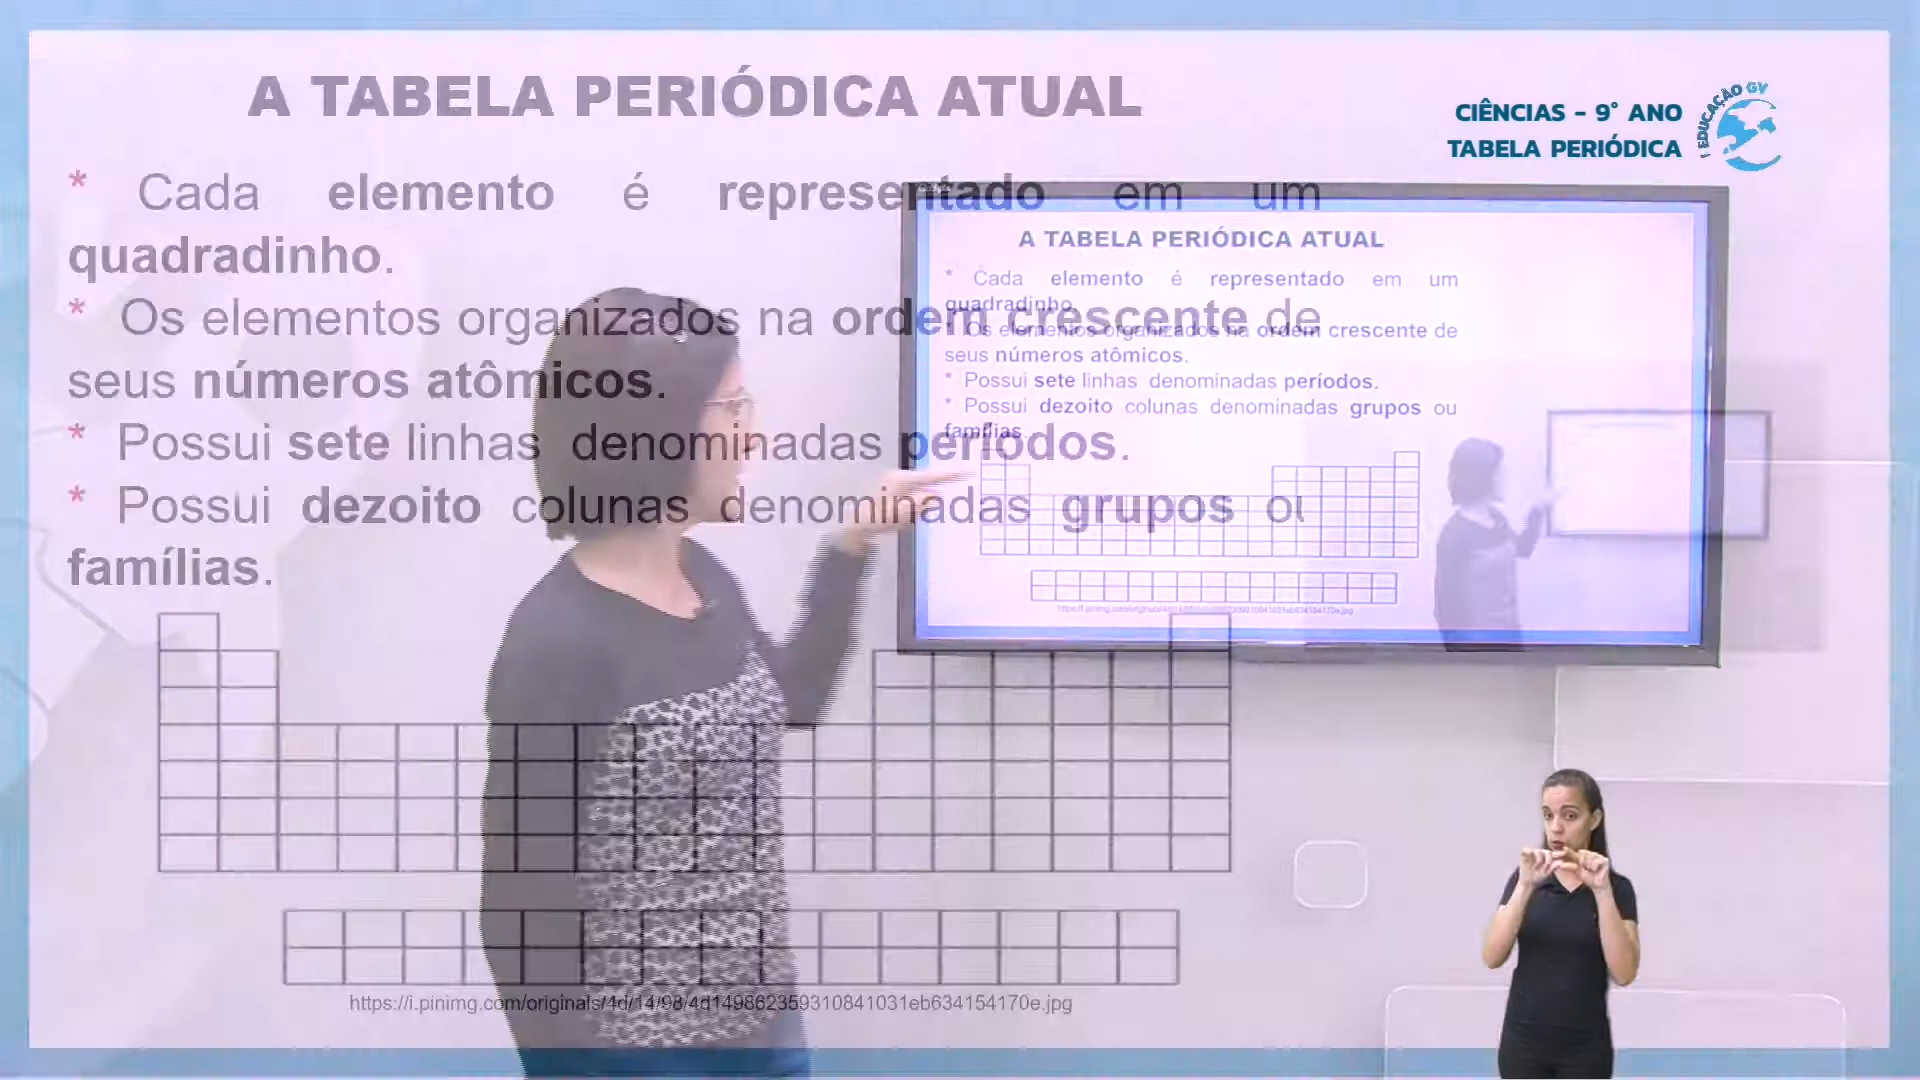 A TABELA PERIÓDICA ATUAL
CIÊNCIAS - 9° ANO
TABELA PERIÓDICA
EDUCAÇÃO GV
* Cada elemento é representado em um
quadradinho.
* Os elementos organizados na ordem crescente de
seus números atômicos.
* Possui sete linhas denominadas períodos.
* Possui dezoito colunas denominadas grupos ou
famílias.
https://i.pinimg.com/originals/4d/14/98/4d149862359310841031eb634154170e.jpg
A TABELA PERIÓDICA ATUAL
* Cada elemento é representado em um
quadradinho.
* Os elementos organizados na ordem crescente de
seus números atômicos.
* Possui sete linhas denominadas períodos.
* Possui dezoito colunas denominadas grupos ou
famílias